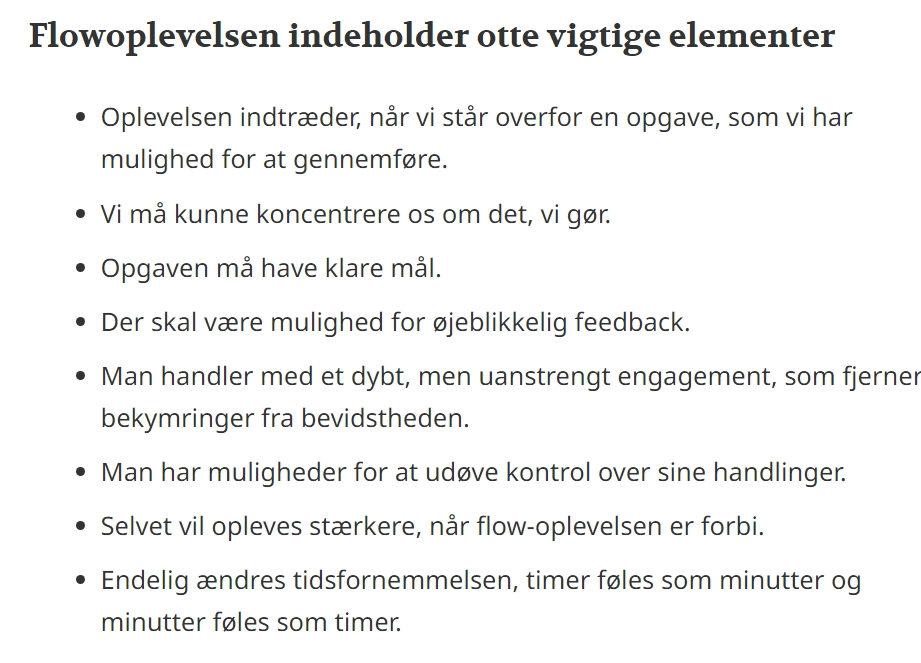 Flowoplevelsen indeholder otte vigtige elementer
• Oplevelsen indtræder, når vi står overfor en opgave, som vi har
mulighed for at gennemføre.
• Vi må kunne koncentrere os om det, vi gør.
• Opgaven må have klare mål.
• Der skal være mulighed for øjeblikkelig feedback.
• Man handler med et dybt, men uanstrengt engagement, som fjerner
bekymringer fra bevidstheden.
• Man har muligheder for at udøve kontrol over sine handlinger.
• Selvet vil opleves stærkere, når flow-oplevelsen er forbi.
• Endelig ændres tidsfornemmelsen, timer føles som minutter og
minutter føles som timer.